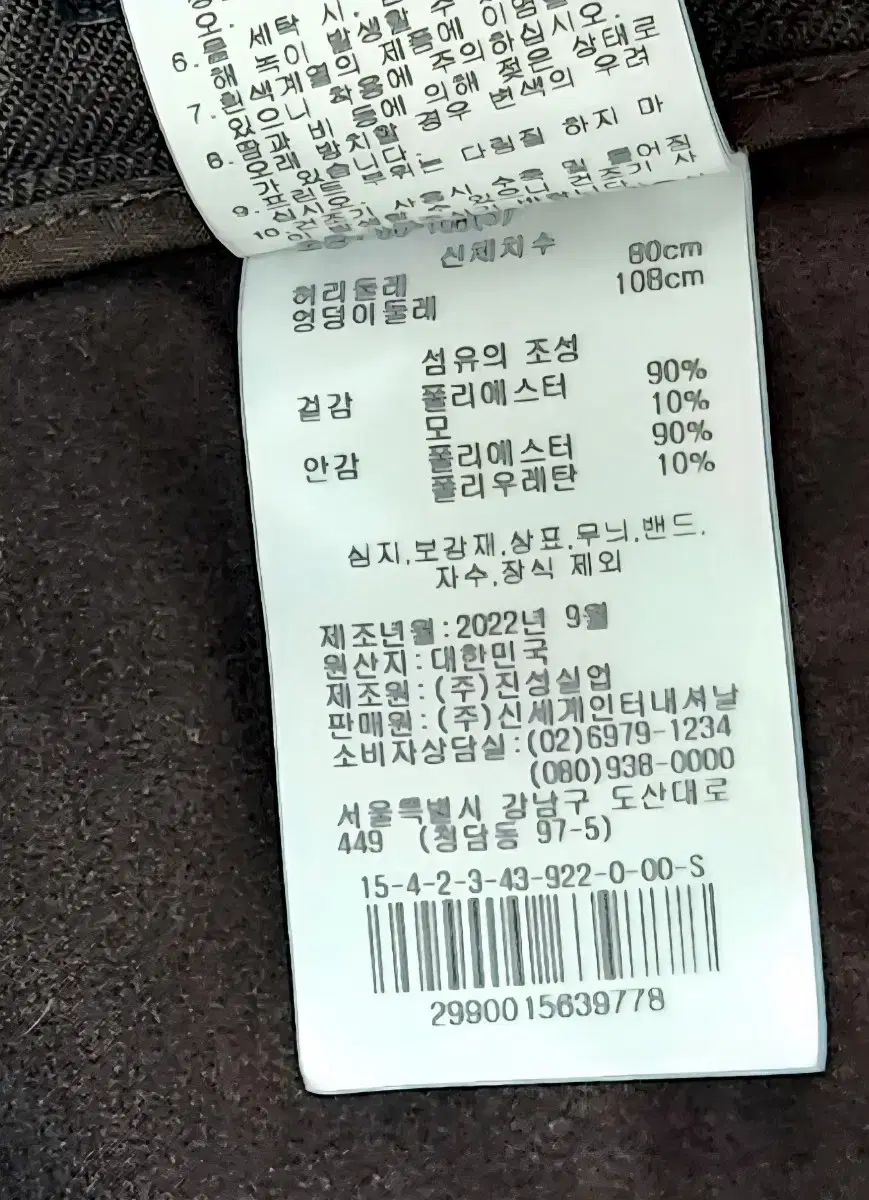 6. 세탁 시
해 녹이 발생할
흰색계열의 제품에 이염
7. 있으니 착용에 주의하십시오.
땀과 비 등에 의해 젖은 상태로
8. 오래 방치할 경우 변색의 우려
가 있습니다.
9. 프린트 부위는 다림질 하지 마
십시오.
10.
신체치수
허리둘레 80cm
엉덩이둘레 108cm
섬유의 조성
겉감 폴리에스터 90%
모 10%
안감 폴리에스터 90%
폴리우레탄 10%
심지,보강재,상표,무늬,밴드,
자수,장식 제외
제조년월:2022년 9월
원산지:대한민국
제조원:(주)진성실업
판매원:(주)신세계인터내셔날
소비자상담실:(02)6979-1234
(080)938-0000
서울특별시 강남구 도산대로
449 (청담동 97-5)
15-4-2-3-43-922-0-00-S
2990015639778